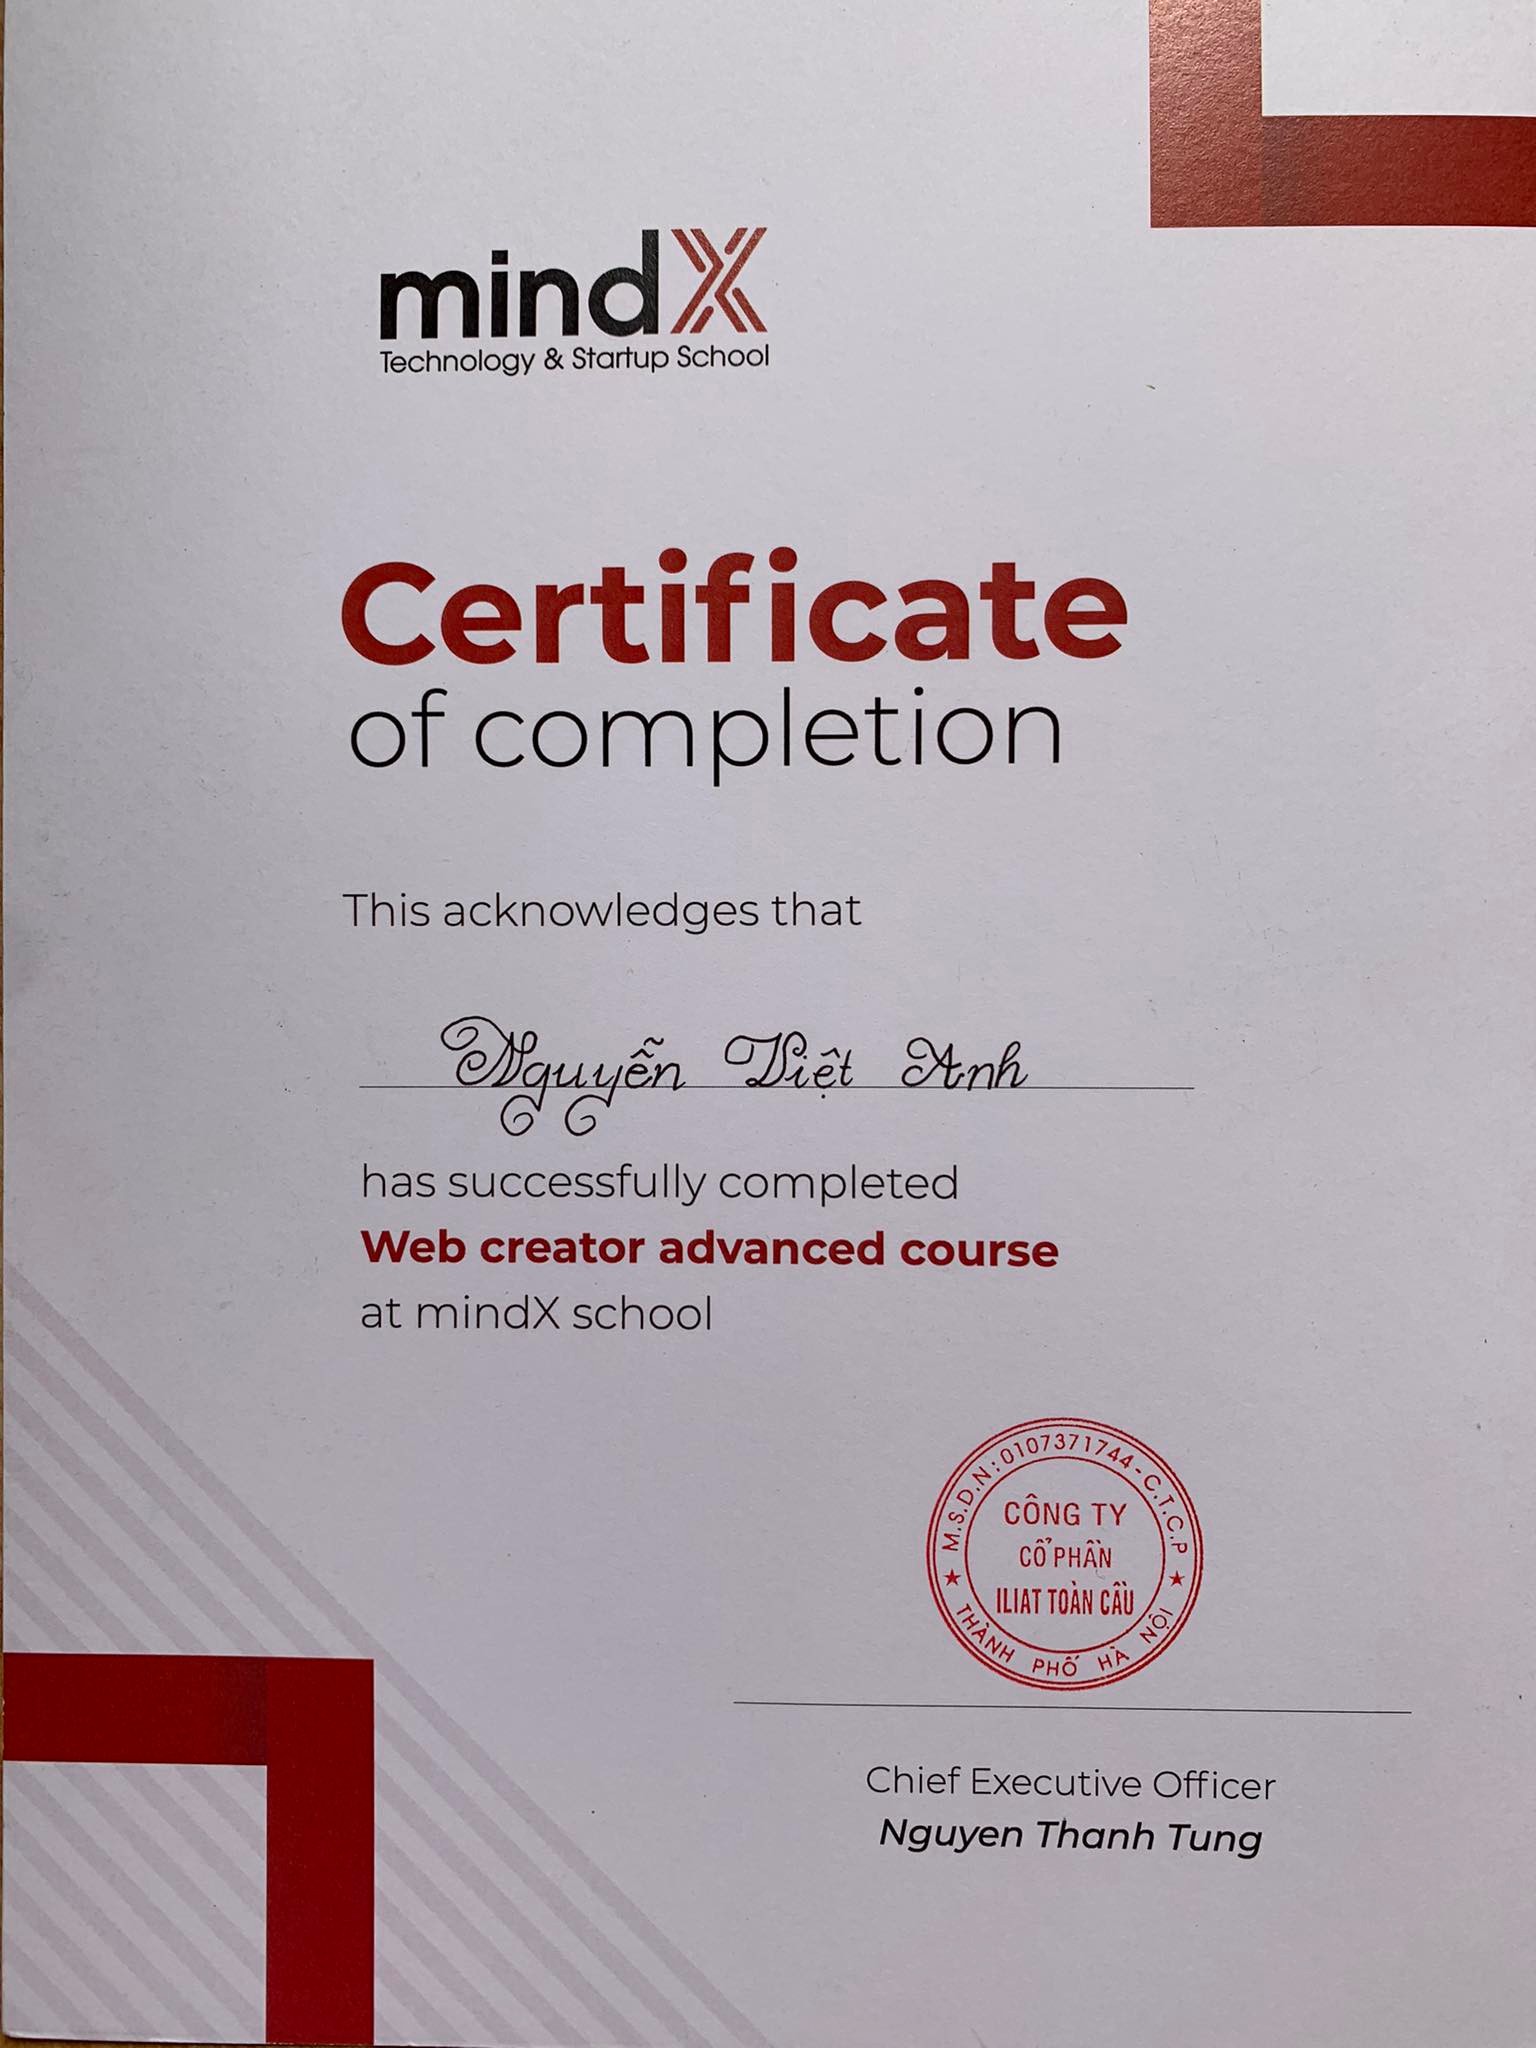 mindX
Technology & Startup School
Certificate
of completion
This acknowledges that
Nguyễn Việt Anh
has successfully completed
Web creator advanced course
at mindX school
M.S.D.N: 0107371744-C.T.C.P
CÔNG TY
CỔ PHẦN
ILIAT TOÀN CẦU
★ THÀNH PHỐ HÀ NỘI ★
Chief Executive Officer
Nguyen Thanh Tung